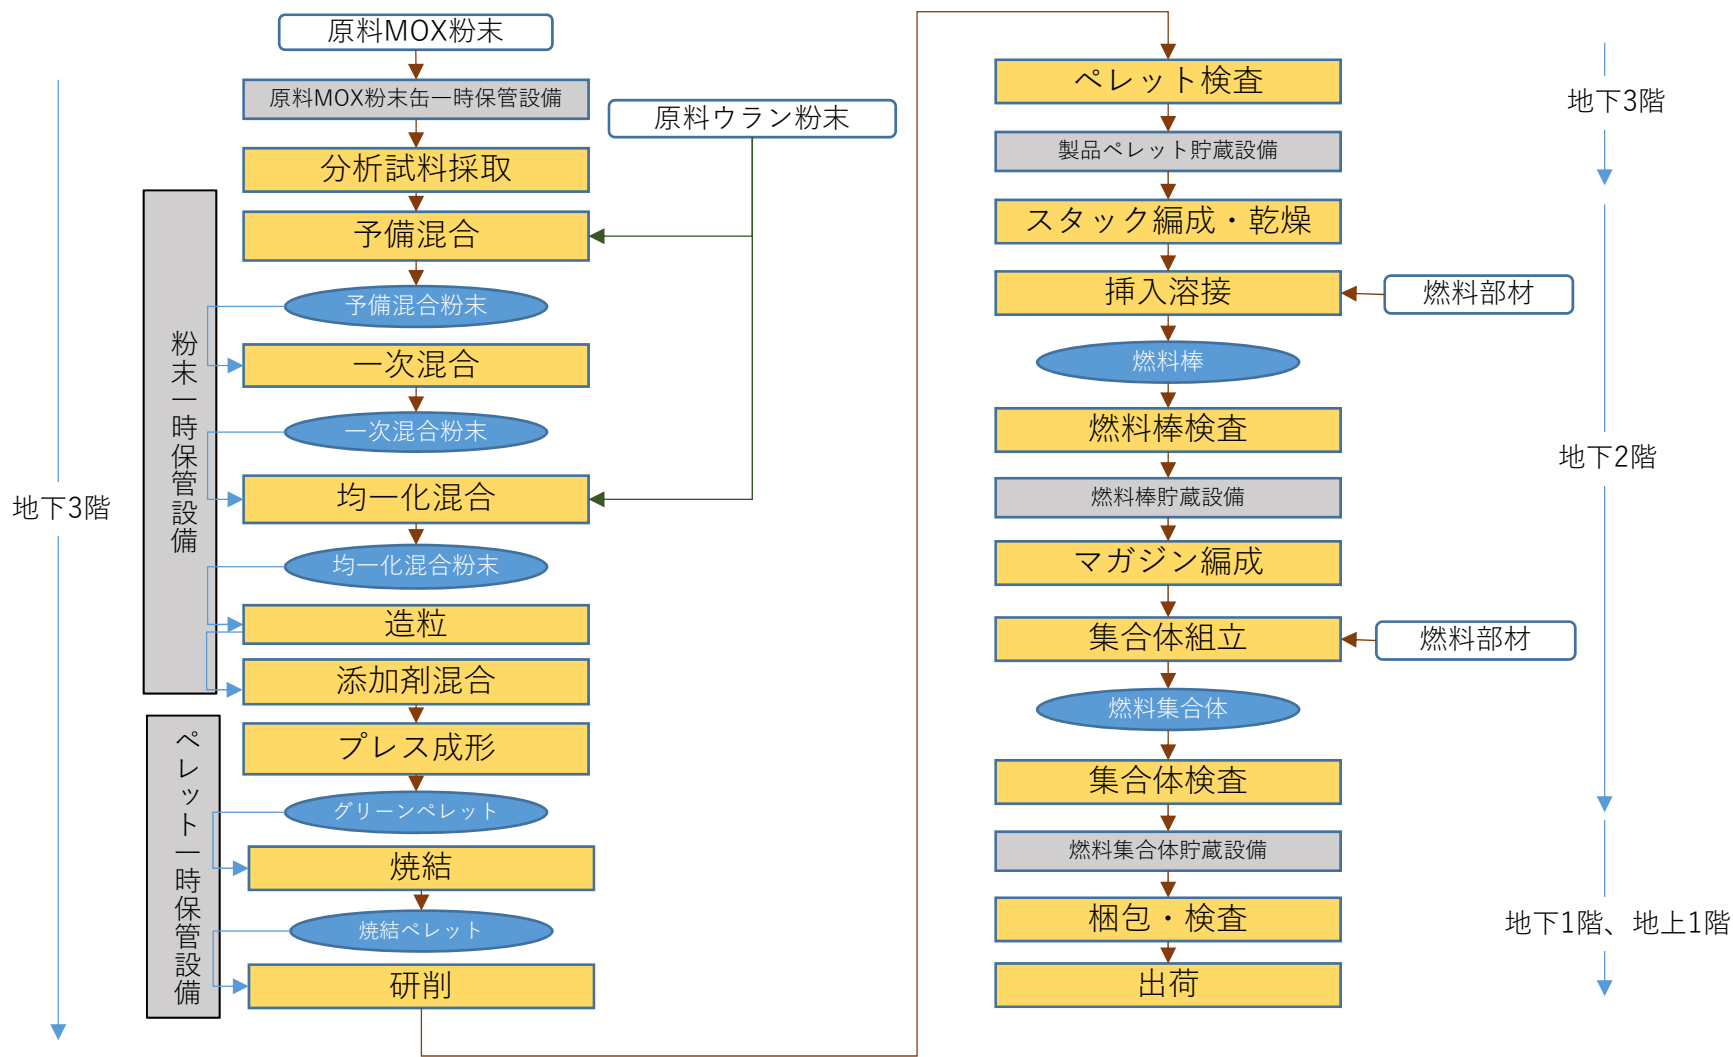 原料MOX粉末
原料MOX粉末缶一時保管設備
原料ウラン粉末
分析試料採取
予備混合
予備混合粉末
一次混合
一次混合粉末
均一化混合
均一化混合粉末
造粒
添加剤混合
プレス成形
グリーンペレット
焼結
焼結ペレット
研削
粉末一時保管設備
ペレット一時保管設備
地下3階
ペレット検査
製品ペレット貯蔵設備
スタック編成・乾燥
挿入溶接
燃料部材
燃料棒
燃料棒検査
燃料棒貯蔵設備
マガジン編成
集合体組立
燃料部材
燃料集合体
集合体検査
燃料集合体貯蔵設備
梱包・検査
出荷
地下3階
地下2階
地下1階、地上1階